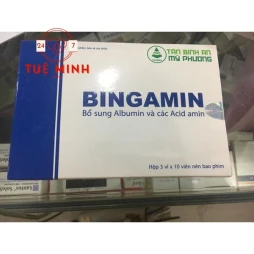 24 7
TUỆ MINH
TÂN BÌNH AN
MỸ PHƯƠNG
BINGAMIN
Bổ sung Albumin và các Acid amin
Hộp 3 vỉ x 10 viên nén bao phim